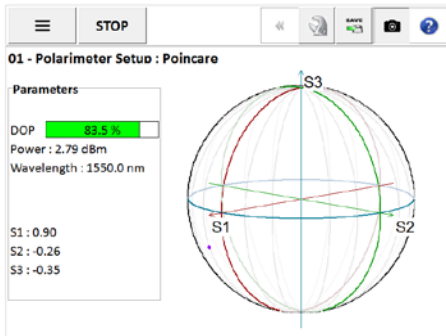 STOP
«
SAVE
?
01 - Polarimeter Setup : Poincare
Parameters
DOP 83.5 %
Power : 2.79 dBm
Wavelength : 1550.0 nm
S1 : 0.90
S2 : -0.26
S3 : -0.35
S3
S1
S2